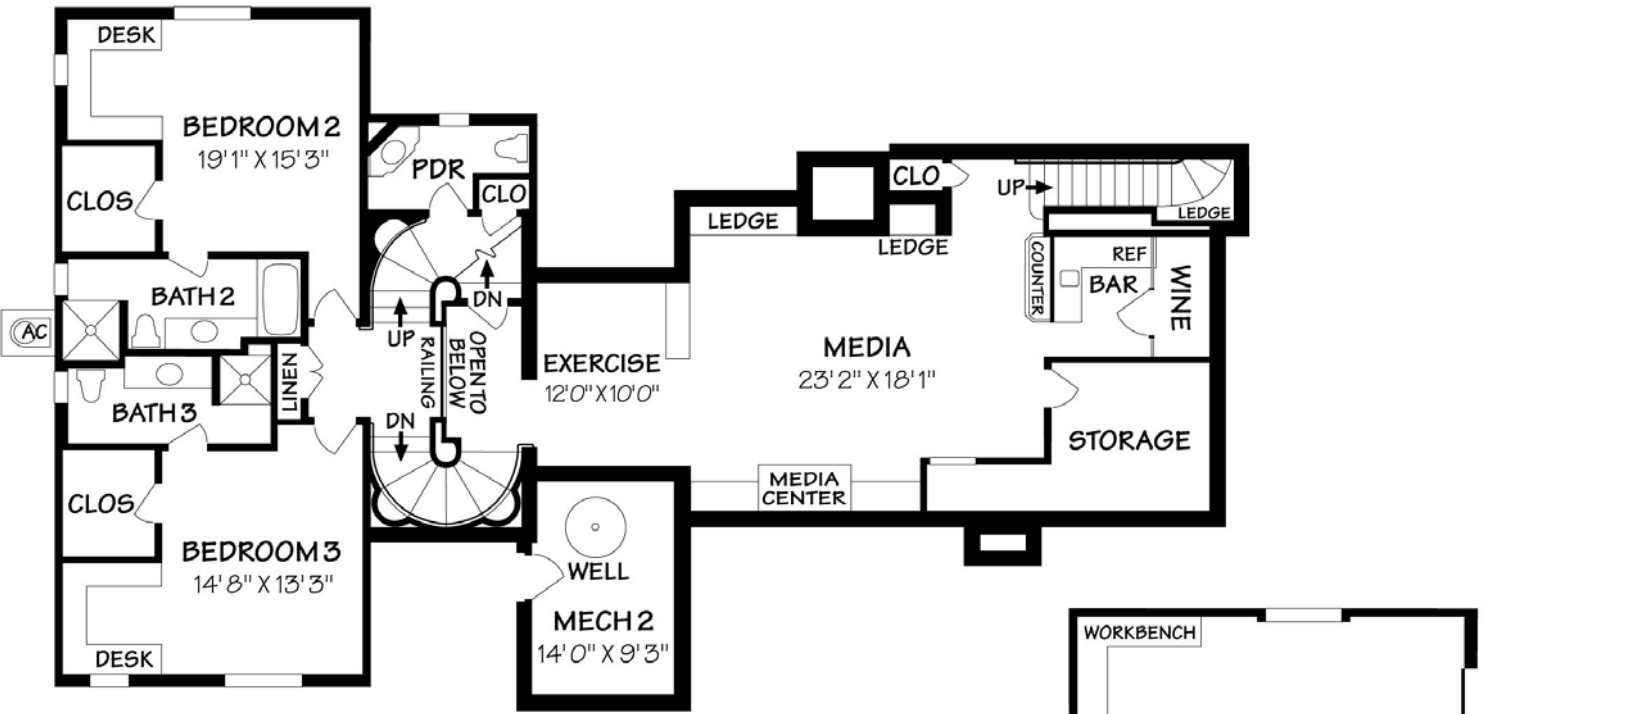 DESK
BEDROOM 2
19'1" X 15'3"
CLOS
BATH 2
AC
PDR
CLO
DN
UP
RAILING
OPEN TO
BELOW
DN
LINEN
BATH 3
CLOS
BEDROOM 3
14'8" X 13'3"
DESK
EXERCISE
12'0" X 10'0"
LEDGE
CLO
LEDGE
UP
LEDGE
COUNTER
REF
BAR
WINE
MEDIA
23'2" X 18'1"
STORAGE
MEDIA
CENTER
WELL
MECH 2
14'0" X 9'3"
WORKBENCH